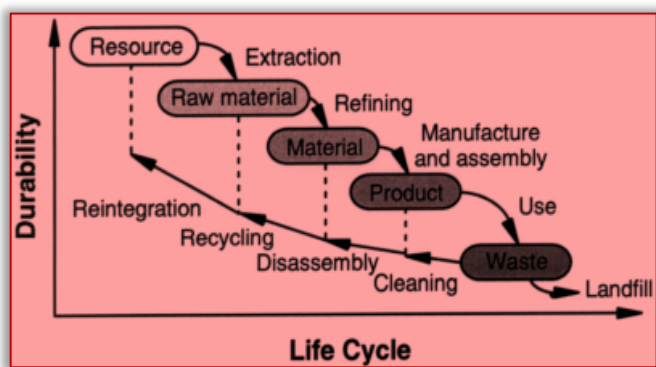 Resource
Extraction
Raw material
Refining
Material
Manufacture
and assembly
Product
Use
Waste
Landfill
Reintegration
Recycling
Disassembly
Cleaning
Durability
Life Cycle